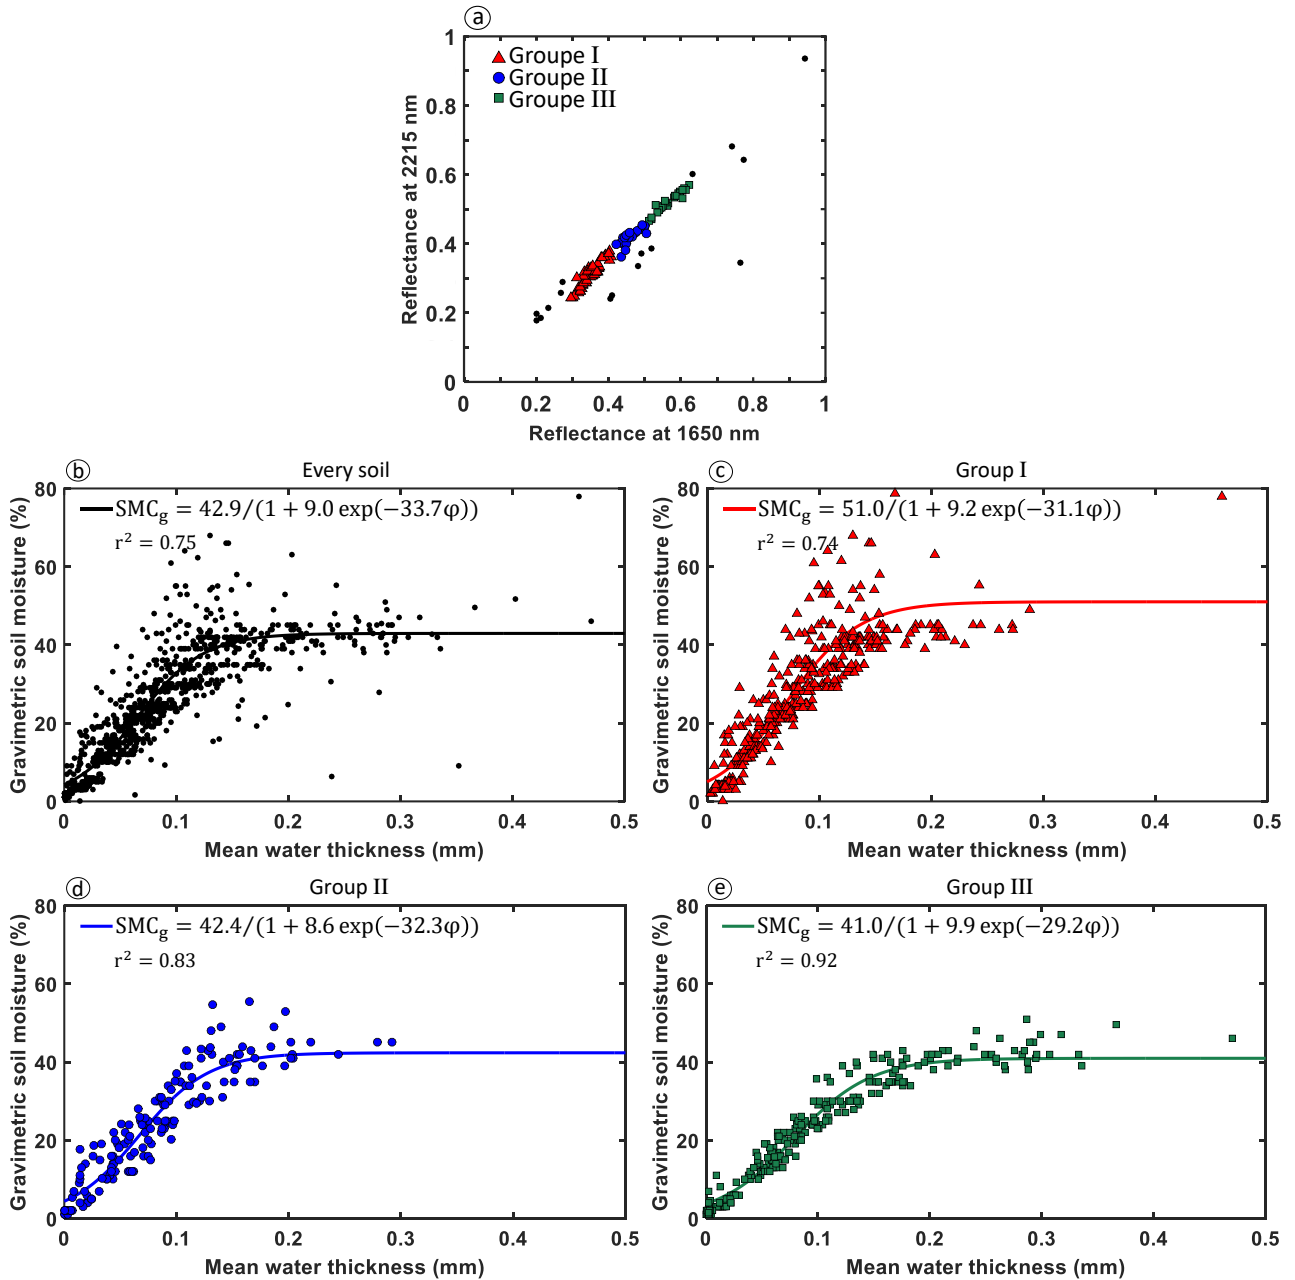 ⓐ
1
0.8
0.6
0.4
0.2
0
Reflectance at 2215 nm
Groupe I
Groupe II
Groupe III
0 0.2 0.4 0.6 0.8 1
Reflectance at 1650 nm
ⓑ Every soil
80
60
40
20
0
Gravimetric soil moisture (%)
SMC_g = 42.9/(1 + 9.0 exp(−33.7φ))
r² = 0.75
0 0.1 0.2 0.3 0.4 0.5
Mean water thickness (mm)
ⓒ Group I
80
60
40
20
0
Gravimetric soil moisture (%)
SMC_g = 51.0/(1 + 9.2 exp(−31.1φ))
r² = 0.74
0 0.1 0.2 0.3 0.4 0.5
Mean water thickness (mm)
ⓓ Group II
80
60
40
20
0
Gravimetric soil moisture (%)
SMC_g = 42.4/(1 + 8.6 exp(−32.3φ))
r² = 0.83
0 0.1 0.2 0.3 0.4 0.5
Mean water thickness (mm)
ⓔ Group III
80
60
40
20
0
Gravimetric soil moisture (%)
SMC_g = 41.0/(1 + 9.9 exp(−29.2φ))
r² = 0.92
0 0.1 0.2 0.3 0.4 0.5
Mean water thickness (mm)